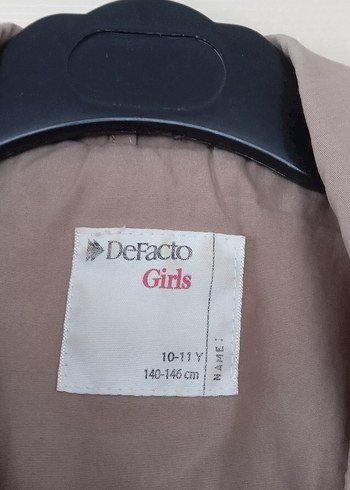 DeFacto
Girls
10-11 Y
140-146 cm
NAME: